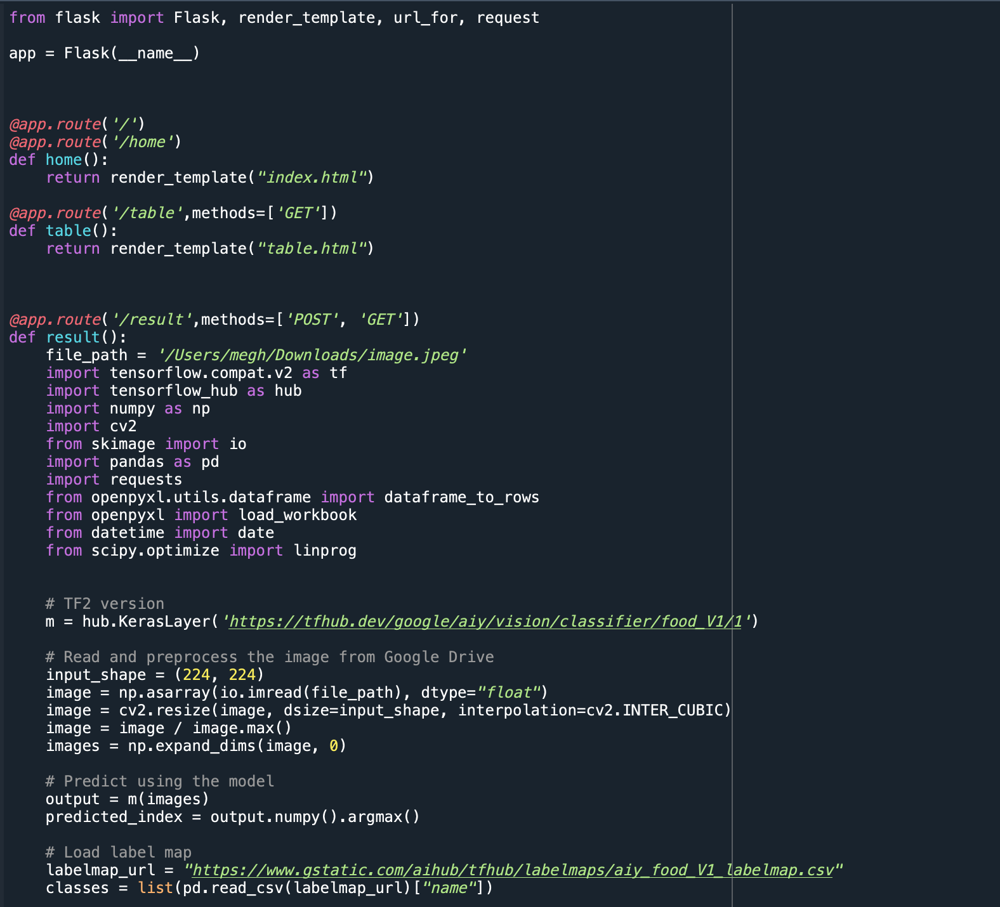 from flask import Flask, render_template, url_for, request
app = Flask(__name__)
@app.route('/')
@app.route('/home')
def home():
    return render_template("index.html")
@app.route('/table',methods=['GET'])
def table():
    return render_template("table.html")
@app.route('/result',methods=['POST', 'GET'])
def result():
    file_path = '/Users/megh/Downloads/image.jpeg'
    import tensorflow.compat.v2 as tf
    import tensorflow_hub as hub
    import numpy as np
    import cv2
    from skimage import io
    import pandas as pd
    import requests
    from openpyxl.utils.dataframe import dataframe_to_rows
    from openpyxl import load_workbook
    from datetime import date
    from scipy.optimize import linprog
    # TF2 version
    m = hub.KerasLayer('https://tfhub.dev/google/aiy/vision/classifier/food_V1/1')
    # Read and preprocess the image from Google Drive
    input_shape = (224, 224)
    image = np.asarray(io.imread(file_path), dtype="float")
    image = cv2.resize(image, dsize=input_shape, interpolation=cv2.INTER_CUBIC)
    image = image / image.max()
    images = np.expand_dims(image, 0)
    # Predict using the model
    output = m(images)
    predicted_index = output.numpy().argmax()
    # Load label map
    labelmap_url = "https://www.gstatic.com/aihub/tfhub/labelmaps/aiy_food_V1_labelmap.csv"
    classes = list(pd.read_csv(labelmap_url)["name"])